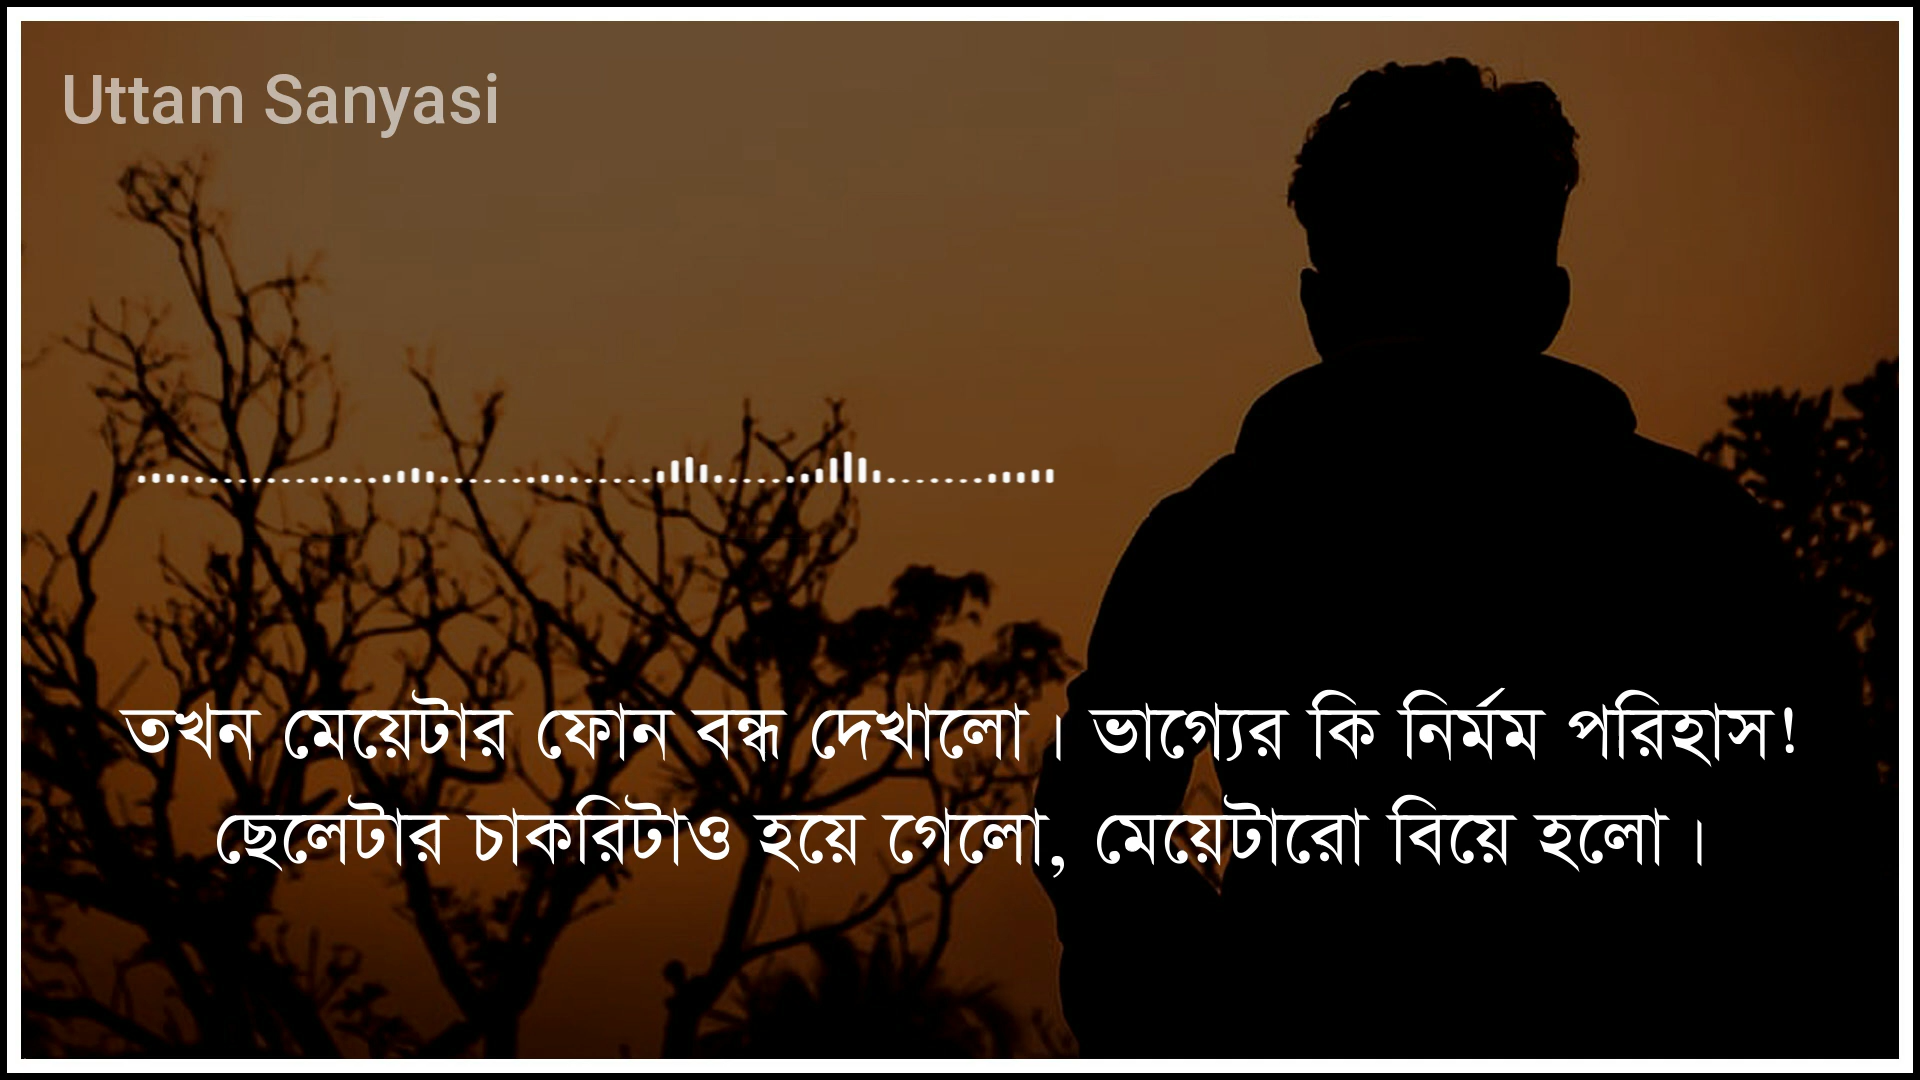 Uttam Sanyasi
তখন মেয়েটার ফোন বন্ধ দেখালো। ভাগ্যের কি নির্মম পরিহাস!
ছেলেটার চাকরিটাও হয়ে গেলো, মেয়েটারো বিয়ে হলো।